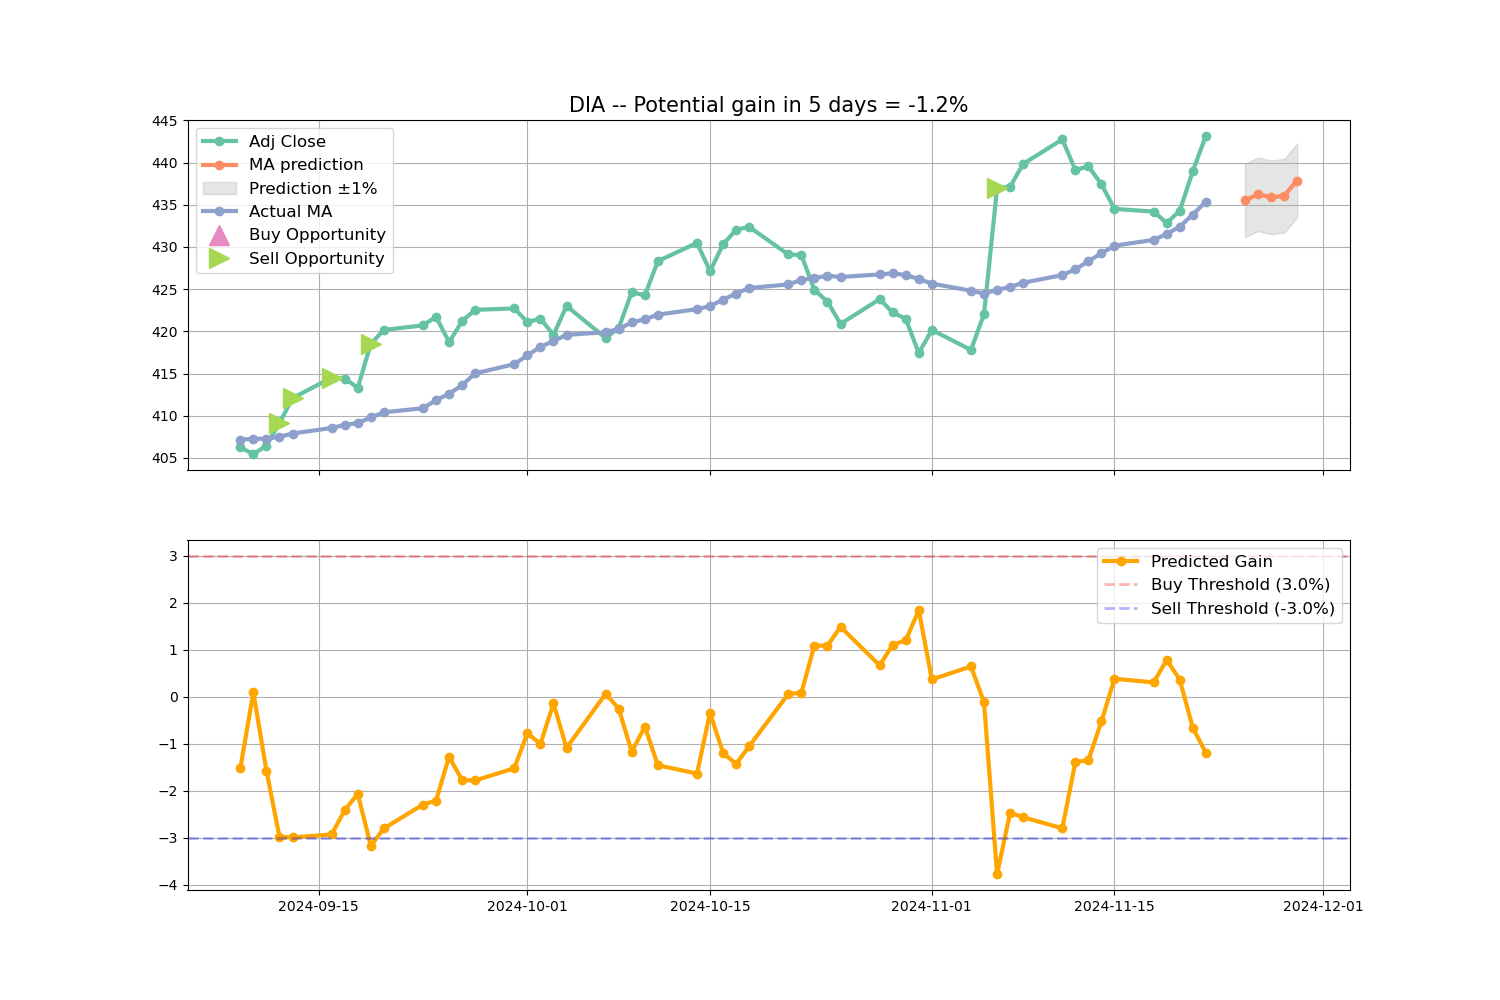 DIA -- Potential gain in 5 days = -1.2%
445
440
435
430
425
420
415
410
405
Adj Close
MA prediction
Prediction ±1%
Actual MA
Buy Opportunity
Sell Opportunity
3
2
1
0
−1
−2
−3
−4
Predicted Gain
Buy Threshold (3.0%)
Sell Threshold (-3.0%)
2024-09-15
2024-10-01
2024-10-15
2024-11-01
2024-11-15
2024-12-01